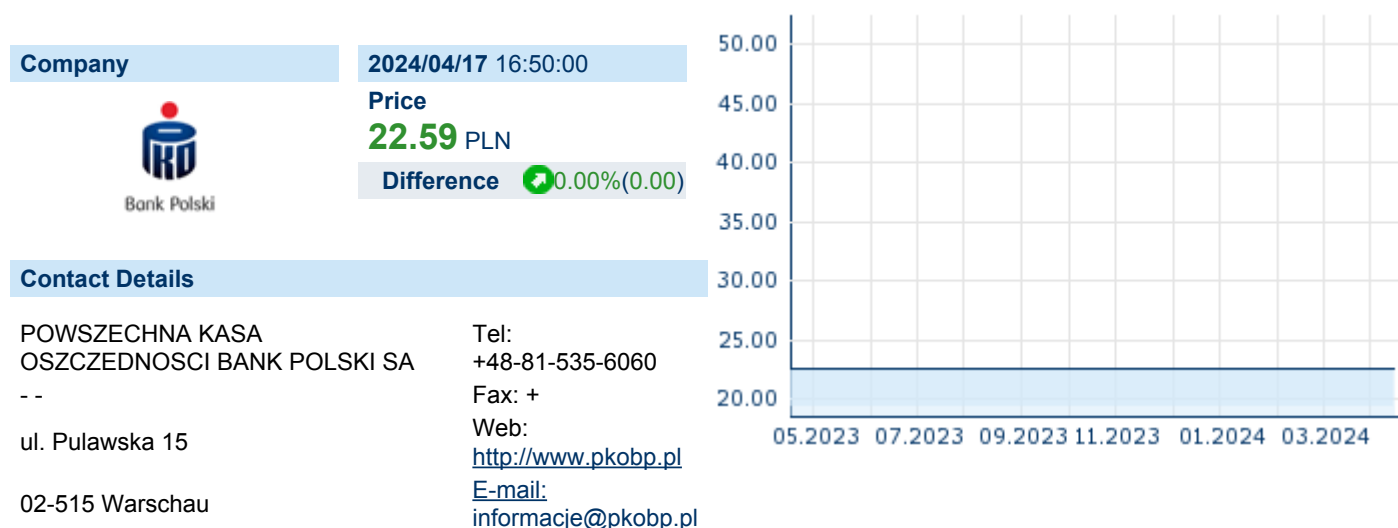 Company
2024/04/17 16:50:00
PKO
Bank Polski
Price
22.59 PLN
Difference 0.00%(0.00)
Contact Details
POWSZECHNA KASA
OSZCZEDNOSCI BANK POLSKI SA
- -
ul. Pulawska 15
02-515 Warschau
Tel:
+48-81-535-6060
Fax: +
Web:
http://www.pkobp.pl
E-mail:
informacje@pkobp.pl
50.00
45.00
40.00
35.00
30.00
25.00
20.00
05.2023 07.2023 09.2023 11.2023 01.2024 03.2024